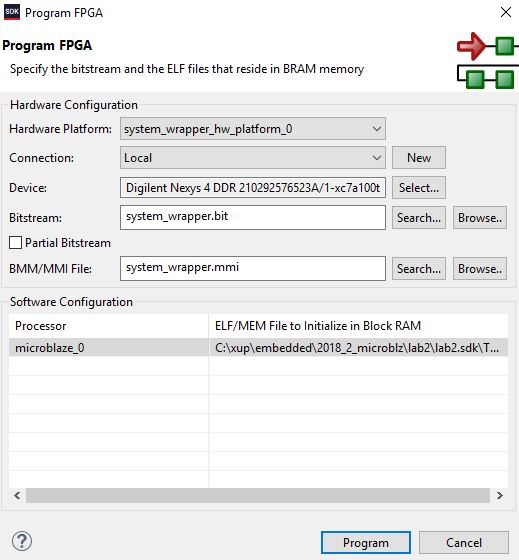 SDK Program FPGA
Program FPGA
Specify the bitstream and the ELF files that reside in BRAM memory
Hardware Configuration
Hardware Platform: system_wrapper_hw_platform_0
Connection: Local New
Device: Digilent Nexys 4 DDR 210292576523A/1-xc7a100t Select...
Bitstream: system_wrapper.bit Search... Browse..
Partial Bitstream
BMM/MMI File: system_wrapper.mmi Search... Browse..
Software Configuration
Processor ELF/MEM File to Initialize in Block RAM
microblaze_0 C:\xup\embedded\2018_2_microblz\lab2\lab2.sdk\T...
? Program Cancel